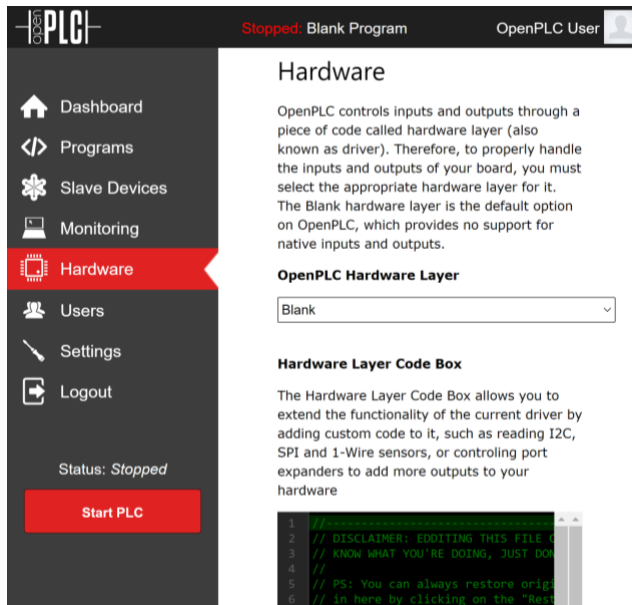 open PLC
Stopped: Blank Program
OpenPLC User
Dashboard
Programs
Slave Devices
Monitoring
Hardware
Users
Settings
Logout
Status: Stopped
Start PLC
Hardware
OpenPLC controls inputs and outputs through a
piece of code called hardware layer (also
known as driver). Therefore, to properly handle
the inputs and outputs of your board, you must
select the appropriate hardware layer for it.
The Blank hardware layer is the default option
on OpenPLC, which provides no support for
native inputs and outputs.
OpenPLC Hardware Layer
Blank
Hardware Layer Code Box
The Hardware Layer Code Box allows you to
extend the functionality of the current driver by
adding custom code to it, such as reading I2C,
SPI and 1-Wire sensors, or controling port
expanders to add more outputs to your
hardware
1 //-----------------------------------
2 // DISCLAIMER: EDDITING THIS FILE C
3 // KNOW WHAT YOU'RE DOING, JUST DON
4 //
5 // PS: You can always restore origi
6 // in here by clicking on the "Rest